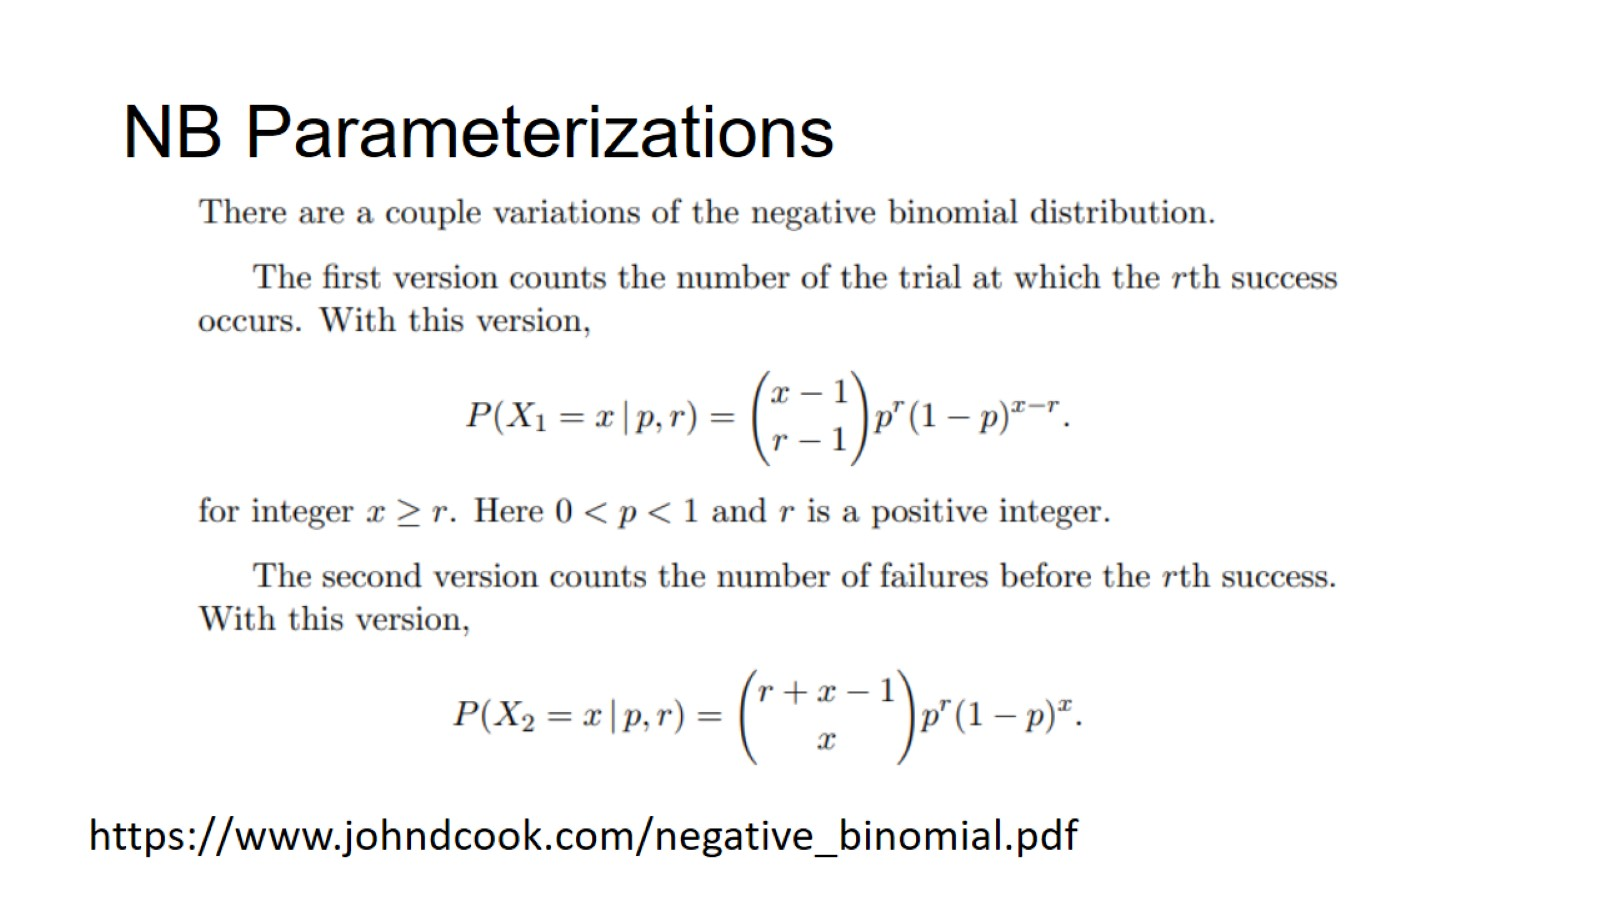 NB Parameterizations
There are a couple variations of the negative binomial distribution.
The first version counts the number of the trial at which the rth success
occurs. With this version,
P(X₁ = x | p, r) = (x − 1 r − 1) pʳ(1 − p)ˣ⁻ʳ.
for integer x ≥ r. Here 0 < p < 1 and r is a positive integer.
The second version counts the number of failures before the rth success.
With this version,
P(X₂ = x | p, r) = (r + x − 1 x) pʳ(1 − p)ˣ.
https://www.johndcook.com/negative_binomial.pdf